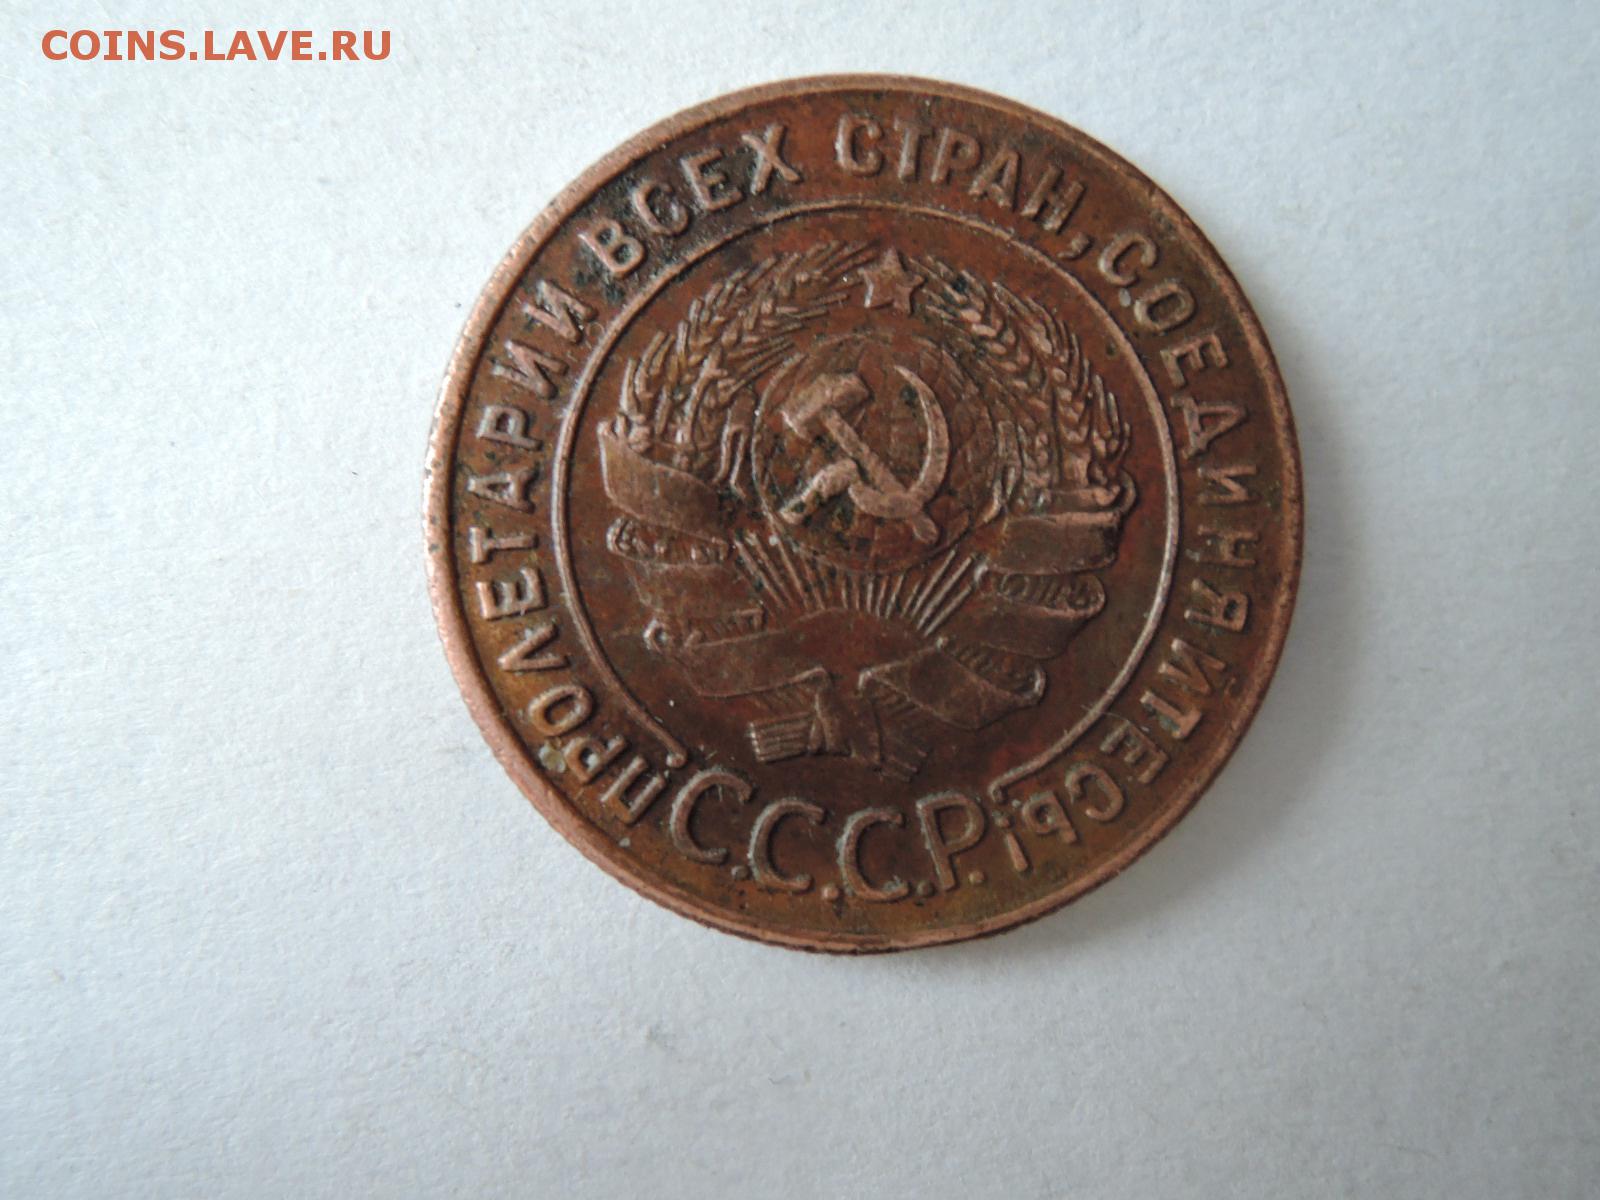 COINS.LAVE.RU
ПРОЛЕТАРИИ ВСЕХ СТРАН, СОЕДИНЯЙТЕСЬ!
С.С.С.Р.